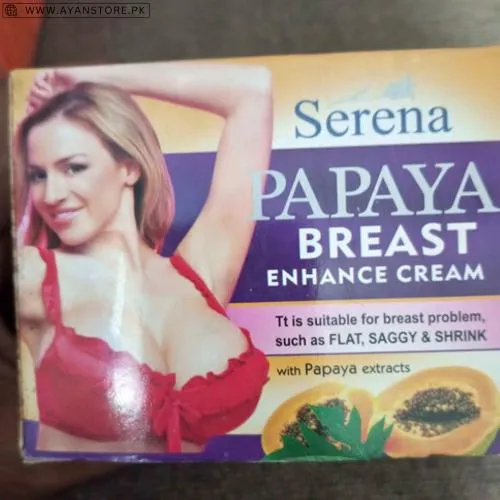 WWW.AYANSTORE.PK
Serena
PAPAYA
BREAST
ENHANCE CREAM
Tt is suitable for breast problem,
such as FLAT, SAGGY & SHRINK
with Papaya extracts